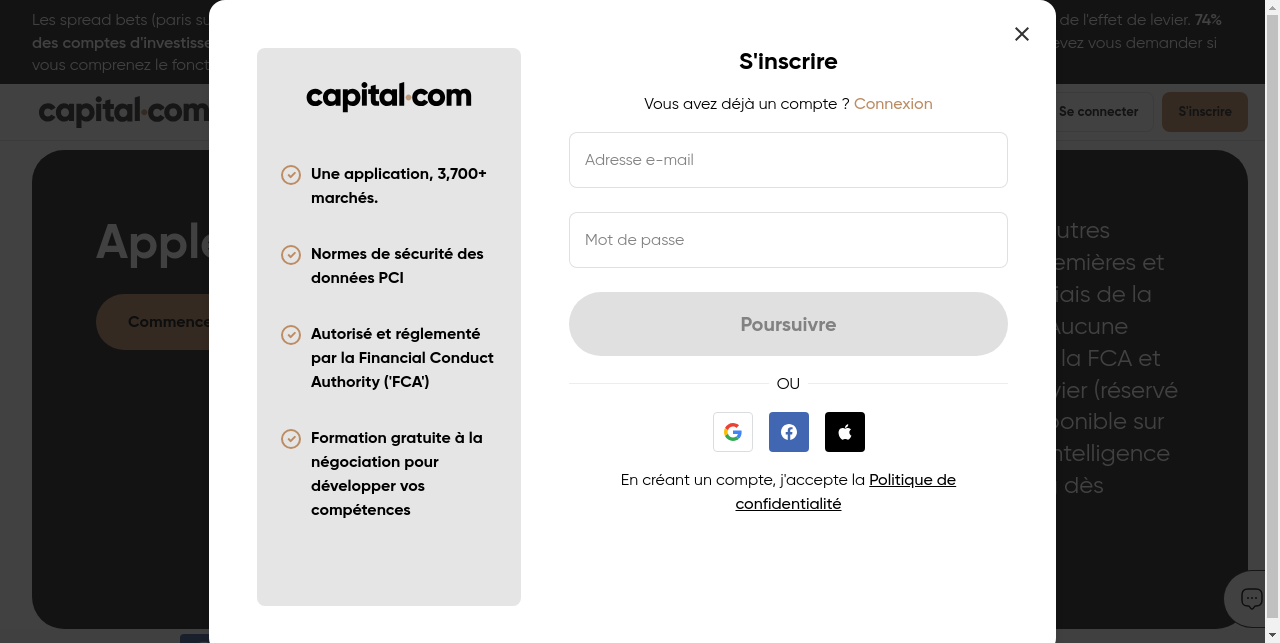 Les spread bets (paris su
de l'effet de levier. 74%
des comptes d'investisse
evez vous demander si
vous comprenez le fonct
capital.com
Se connecter
S'inscrire
Apple
Commence
utres
emières et
iais de la
Aucune
la FCA et
vier (réservé
ponible sur
ntelligence
dès
capital.com
Une application, 3,700+
marchés.
Normes de sécurité des
données PCI
Autorisé et réglementé
par la Financial Conduct
Authority ('FCA')
Formation gratuite à la
négociation pour
développer vos
compétences
S'inscrire
Vous avez déjà un compte ? Connexion
Adresse e-mail
Mot de passe
Poursuivre
OU
En créant un compte, j'accepte la Politique de
confidentialité